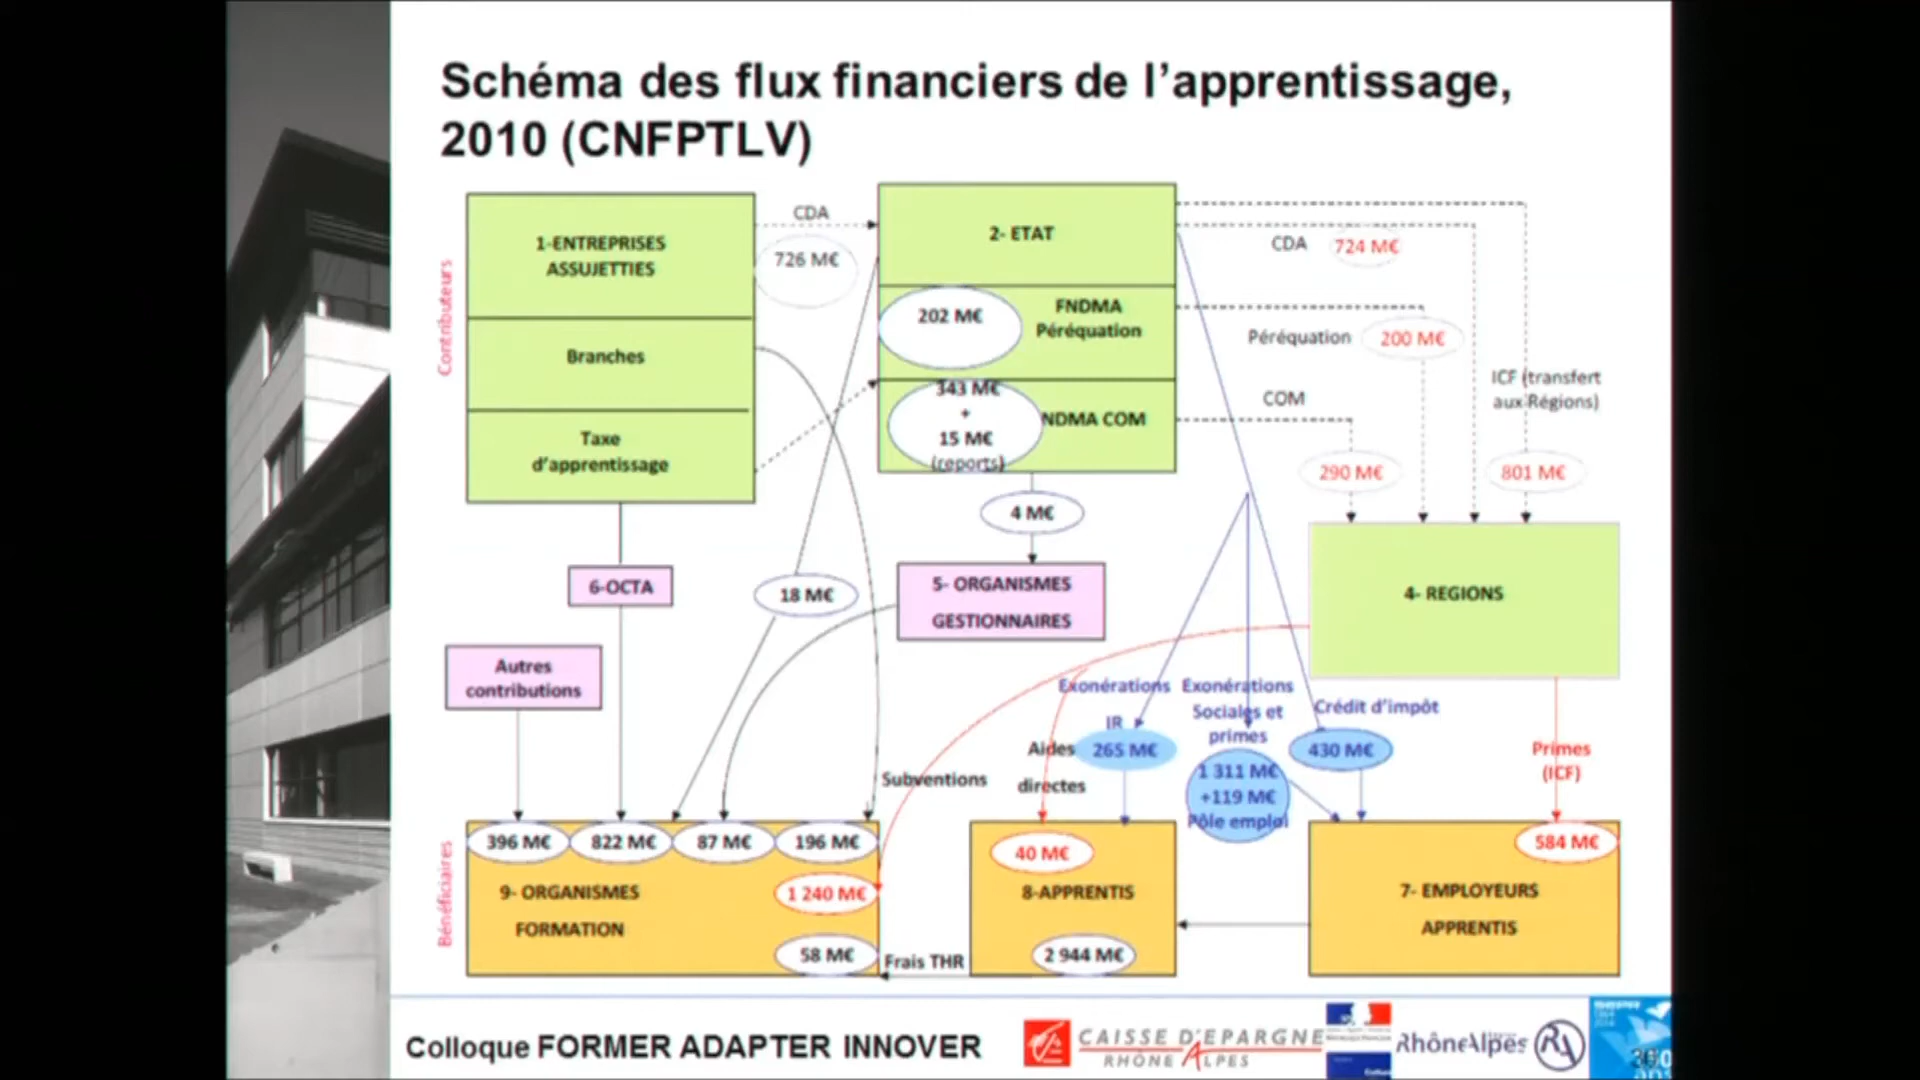 Schéma des flux financiers de l'apprentissage,
2010 (CNFPTLV)
Contributeurs
1-ENTREPRISES
ASSUJETTIES
Branches
Taxe
d'apprentissage
CDA
726 M€
2- ETAT
202 M€
FNDMA
Péréquation
343 M€
+
15 M€
(reports)
NDMA COM
CDA
724 M€
Péréquation
200 M€
COM
ICF (transfert
aux Régions)
290 M€
801 M€
4 M€
6-OCTA
18 M€
5- ORGANISMES
GESTIONNAIRES
4- REGIONS
Autres
contributions
Exonérations
IR
265 M€
Exonérations
Sociales et
primes
1 311 M€
+119 M€
Pôle emploi
Crédit d'impôt
430 M€
Primes
(ICF)
Aides
directes
Subventions
Bénéficiaires
396 M€
822 M€
87 M€
196 M€
9- ORGANISMES
FORMATION
1 240 M€
58 M€
Frais THR
40 M€
8-APPRENTIS
2 944 M€
584 M€
7- EMPLOYEURS
APPRENTIS
Colloque FORMER ADAPTER INNOVER
CAISSE D'EPARGNE
RHÔNE ALPES
RhôneAlpes
RA